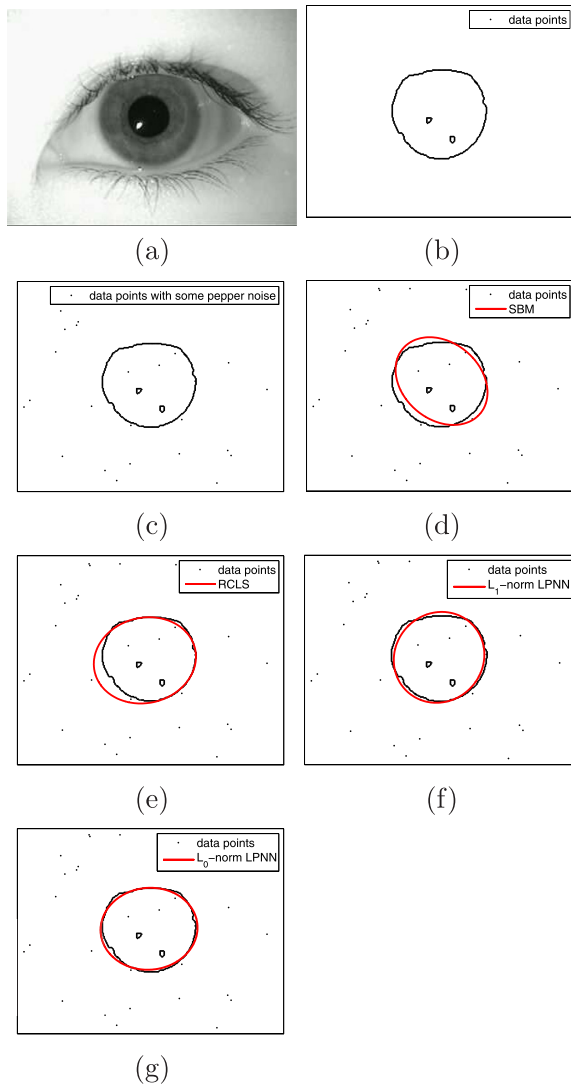 data points
(a)
(b)
data points with some pepper noise
data points
SBM
(c)
(d)
data points
RCLS
data points
L₁−norm LPNN
(e)
(f)
data points
L₀−norm LPNN
(g)